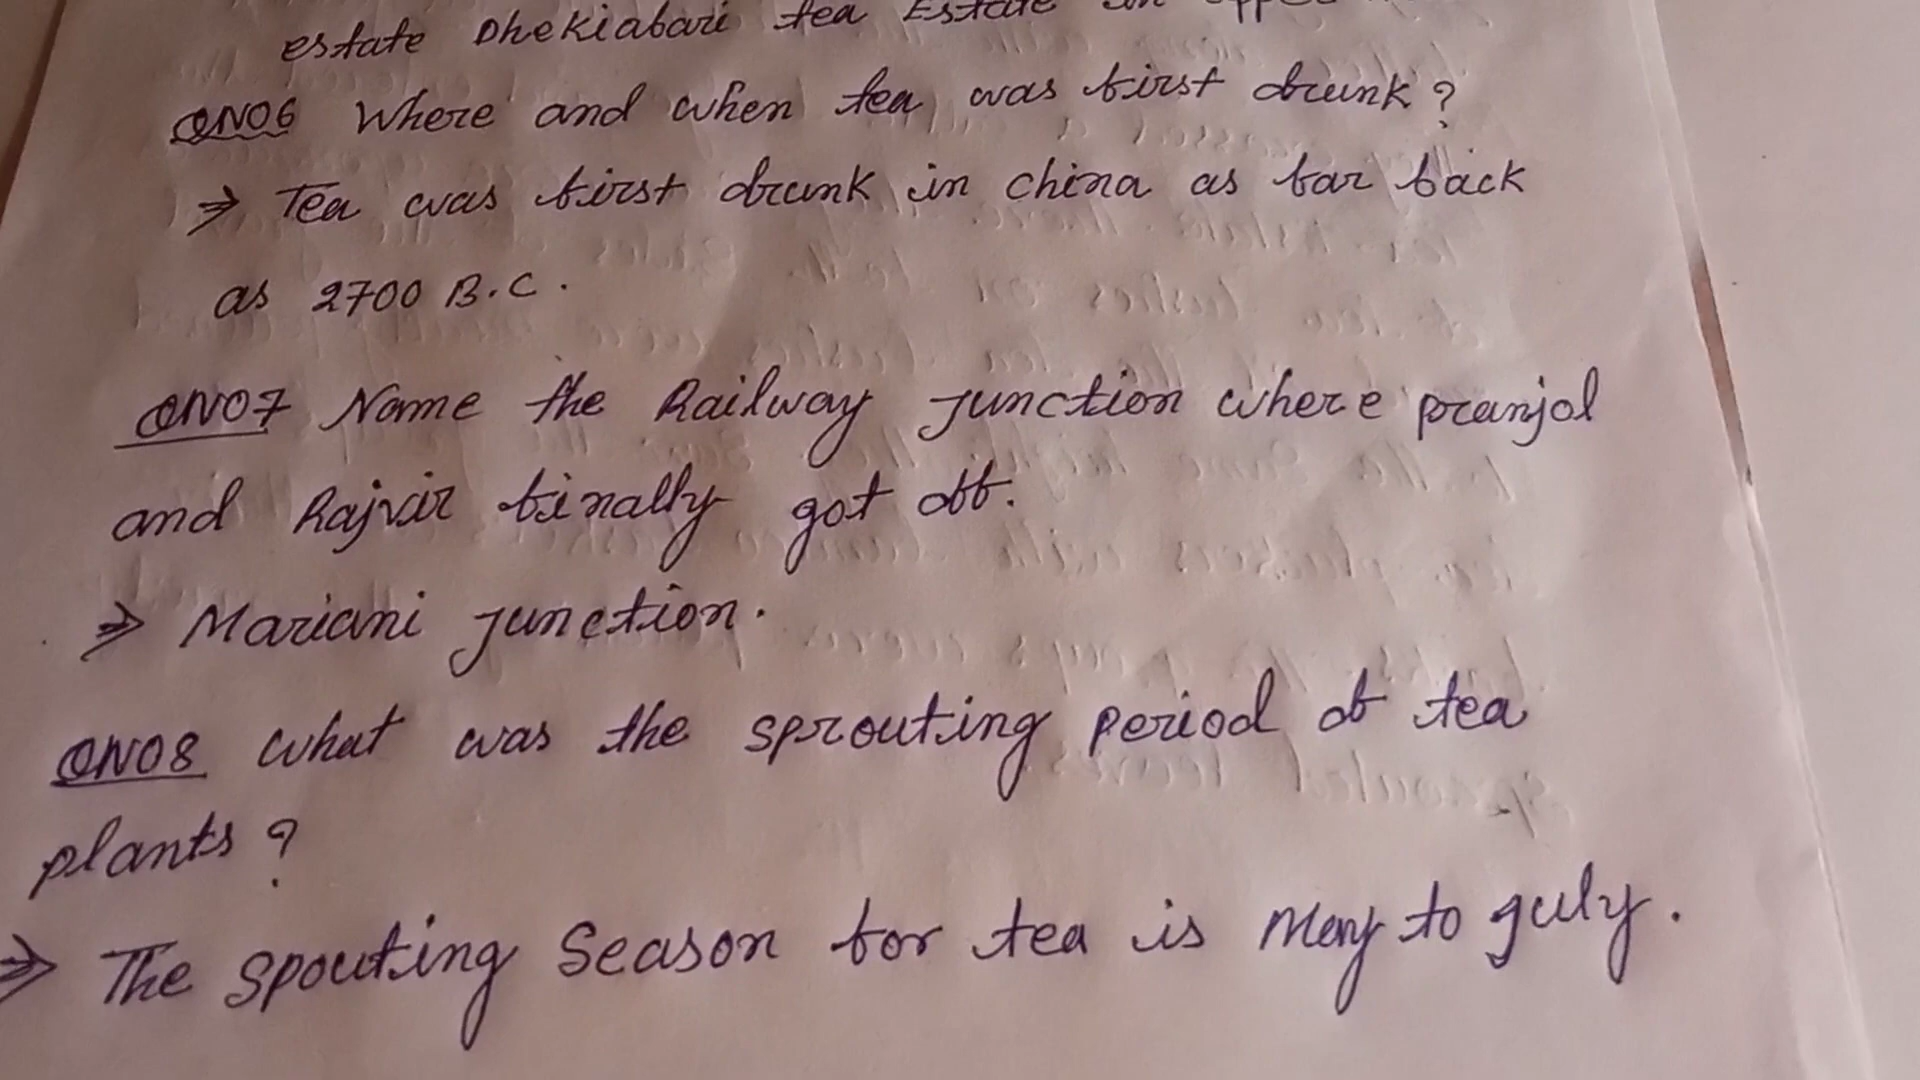 estate Dhekiabari tea Estate in upper
QNO6 Where and when tea was first drunk?
⇒ Tea was first drunk in china as far back
as 2700 B.C.
QNO7 Name the Railway junction where pranjol
and Rajvir finally got off.
⇒ Mariani junction.
QNO8 what was the sprouting period of tea
plants?
⇒ The spouting Season for tea is May to july.